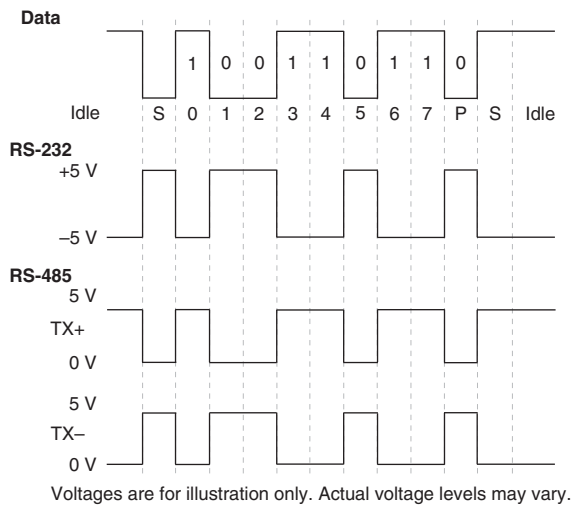 Data
1 0 0 1 1 0 1 1 0
Idle S 0 1 2 3 4 5 6 7 P S Idle
RS-232
+5 V
–5 V
RS-485
5 V
TX+
0 V
5 V
TX–
0 V
Voltages are for illustration only. Actual voltage levels may vary.